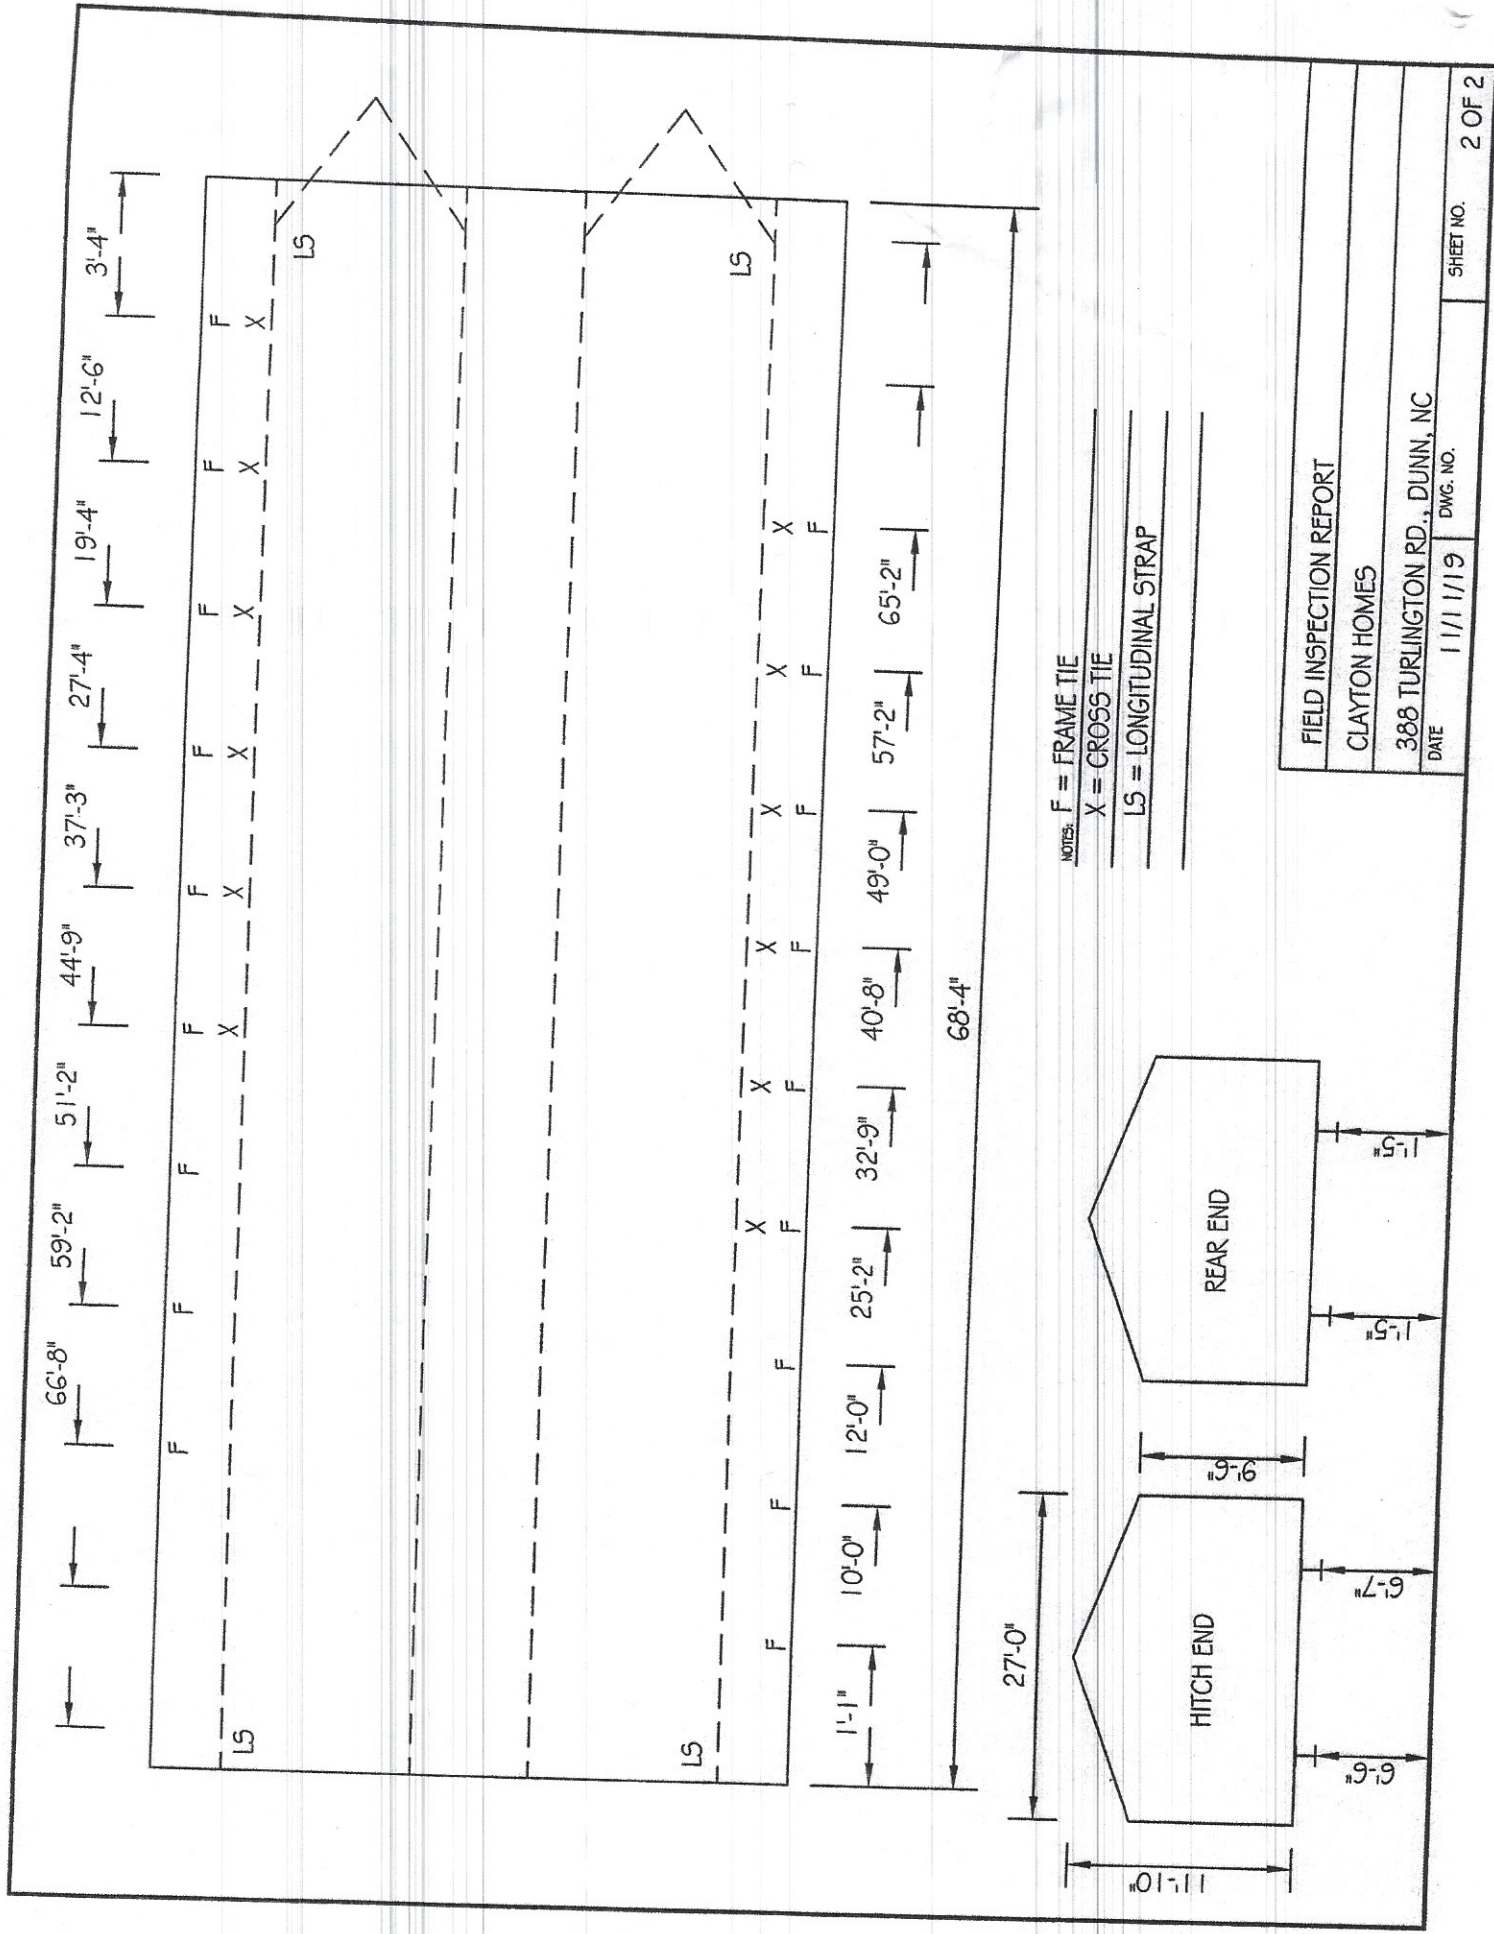 66'-8" 59'-2" 51'-2" 44'-9" 37'-3" 27'-4" 19'-4" 12'-6" 3'-4"
F F F F F F F F F
X X X X X X
LS LS
LS LS
X X X X X X
F F F F F F F F F
1'-1" 10'-0" 12'-0" 25'-2" 32'-9" 40'-8" 49'-0" 57'-2" 65'-2"
68'-4"
27'-0"
11'-10"
HITCH END
9'-6"
REAR END
6'-6" 6'-7" 1'-5" 1'-5"
NOTES: F = FRAME TIE
X = CROSS TIE
LS = LONGITUDINAL STRAP
FIELD INSPECTION REPORT
CLAYTON HOMES
388 TURLINGTON RD., DUNN, NC
DATE 11/11/19 DWG. NO. SHEET NO. 2 OF 2